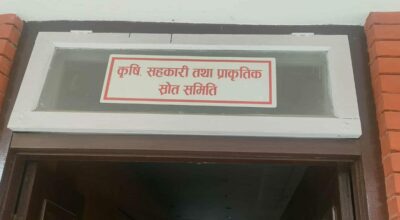 कृषि, सहकारी तथा प्राकृतिक
स्रोत समिति